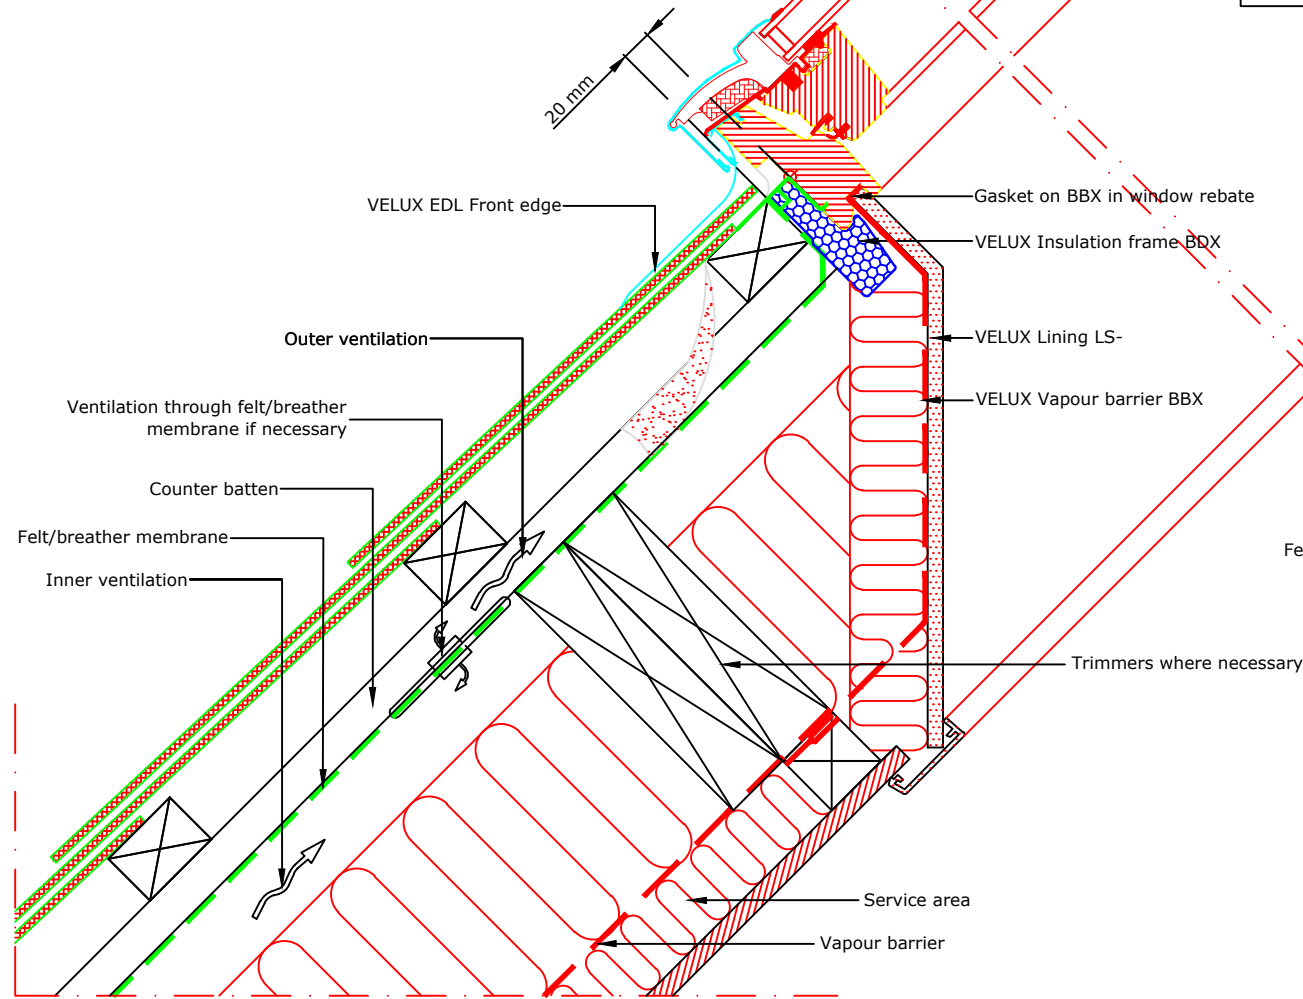 20 mm
VELUX EDL Front edge
Gasket on BBX in window rebate
VELUX Insulation frame BDX
Outer ventilation
VELUX Lining LS-
Ventilation through felt/breather
membrane if necessary
VELUX Vapour barrier BBX
Counter batten
Felt/breather membrane
Fe
Inner ventilation
Trimmers where necessary
Service area
Vapour barrier